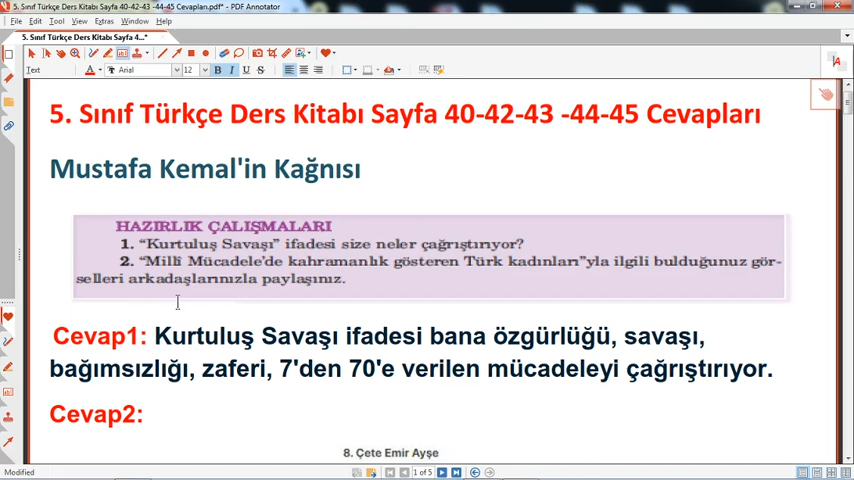 5. Sınıf Türkçe Ders Kitabı Sayfa 40-42-43 -44-45 Cevapları.pdf* - PDF Annotator
File Edit Tool View Extras Window Help
5. Sınıf Türkçe Ders Kitabı Sayfa 4...*
Text A Arial 12 B I U S
5. Sınıf Türkçe Ders Kitabı Sayfa 40-42-43 -44-45 Cevapları
Mustafa Kemal'in Kağnısı
HAZIRLIK ÇALIŞMALARI
1. “Kurtuluş Savaşı” ifadesi size neler çağrıştırıyor?
2. “Millî Mücadele’de kahramanlık gösteren Türk kadınları”yla ilgili bulduğunuz gör-
selleri arkadaşlarınızla paylaşınız.
Cevap1: Kurtuluş Savaşı ifadesi bana özgürlüğü, savaşı,
bağımsızlığı, zaferi, 7'den 70'e verilen mücadeleyi çağrıştırıyor.
Cevap2:
8. Çete Emir Ayşe
Modified
1 of 5